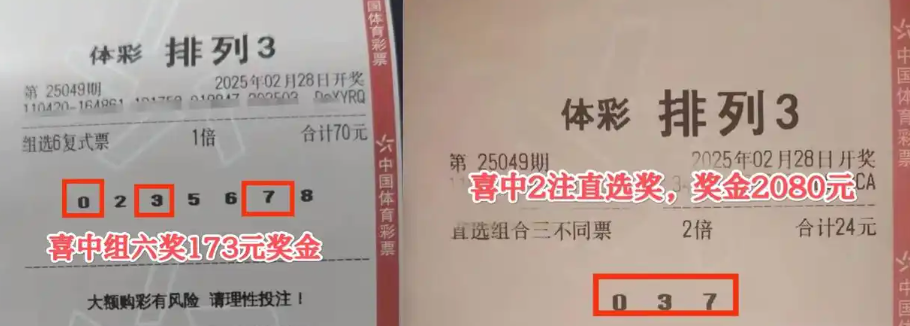 体彩 排列3
第 25049期 2025年02月28日开奖
组选6复式票 1倍 合计70元
0 2 3 5 6 7 8
喜中组六奖173元奖金
大额购彩有风险 请理性投注！
国体育彩票
中国体育彩票
体彩 排列3
第 25049期 2025年02月28日开奖
喜中2注直选奖，奖金2080元
CA
直选组合三不同票 2倍 合计24元
0 3 7